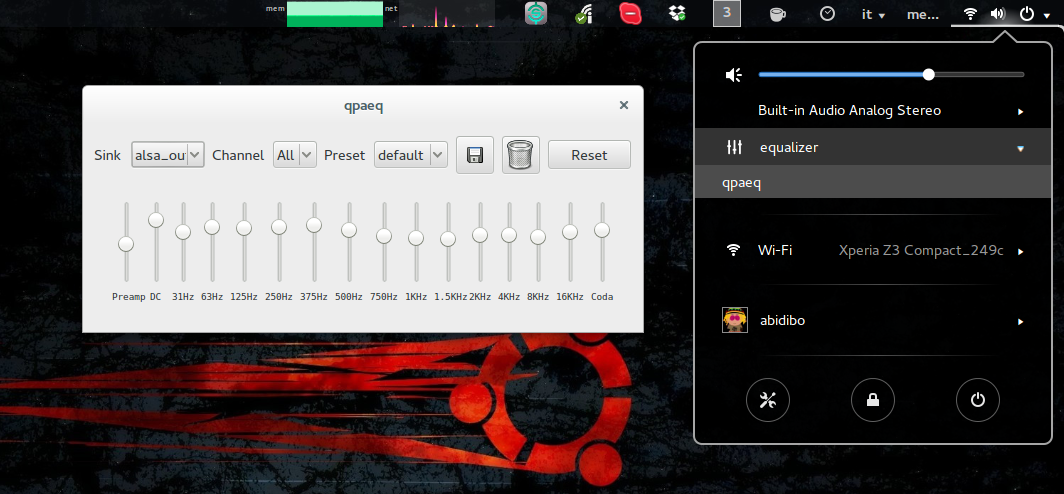 mem
net
3
it
me...
qpaeq
Sink alsa_ou Channel All Preset default Reset
Preamp DC 31Hz 63Hz 125Hz 250Hz 375Hz 500Hz 750Hz 1KHz 1.5KHz 2KHz 4KHz 8KHz 16KHz Coda
Built-in Audio Analog Stereo
equalizer
qpaeq
Wi-Fi Xperia Z3 Compact_249c
abidibo